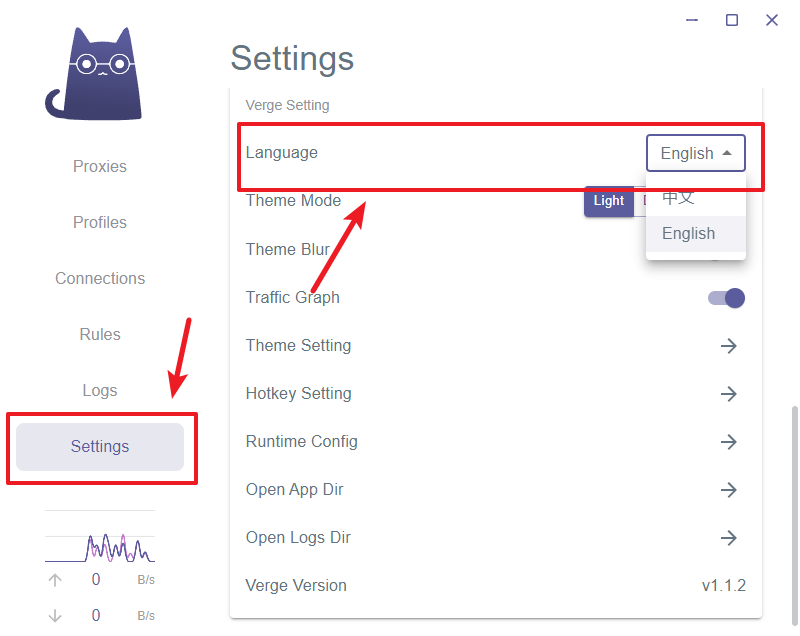 Settings
Proxies
Profiles
Connections
Rules
Logs
Settings
0 B/s
0 B/s
Verge Setting
Language English
中文
English
Theme Mode Light
Theme Blur
Traffic Graph
Theme Setting
Hotkey Setting
Runtime Config
Open App Dir
Open Logs Dir
Verge Version v1.1.2